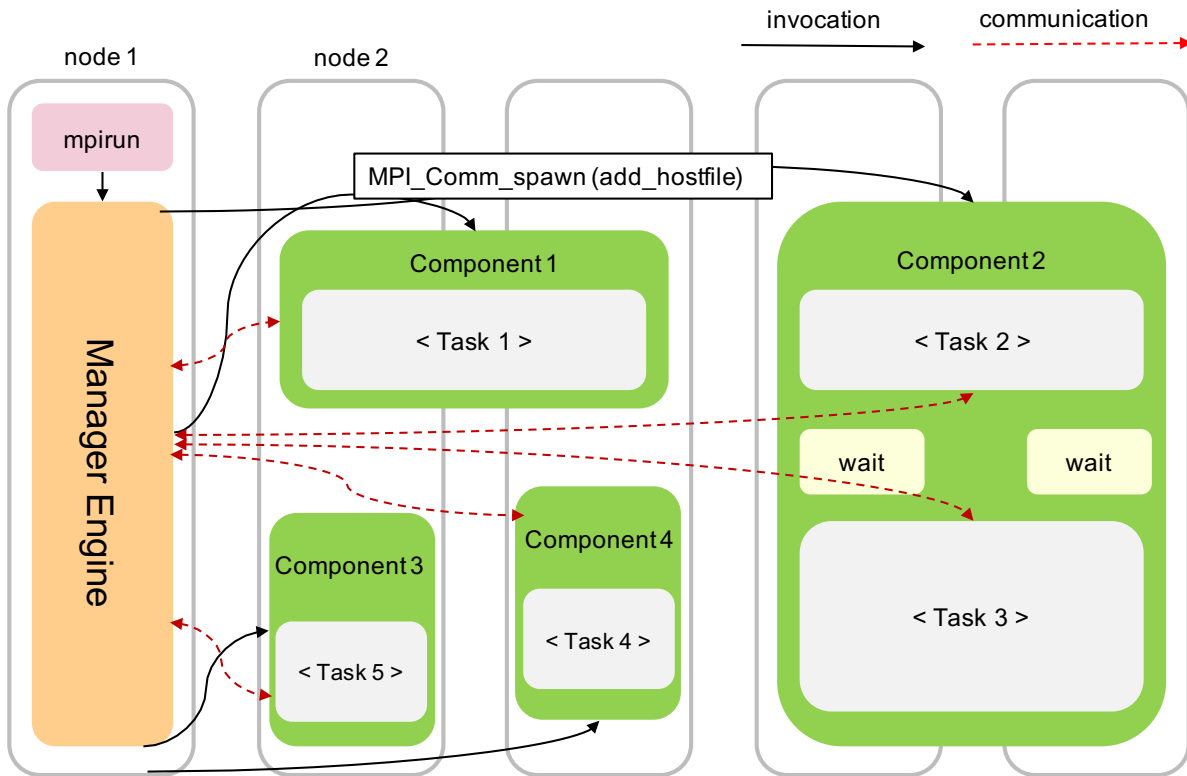 invocation
communication
node 1
node 2
mpirun
MPI_Comm_spawn (add_hostfile)
Component 1
< Task 1 >
Component 2
< Task 2 >
wait
wait
Manager Engine
Component 3
< Task 5 >
Component 4
< Task 4 >
< Task 3 >